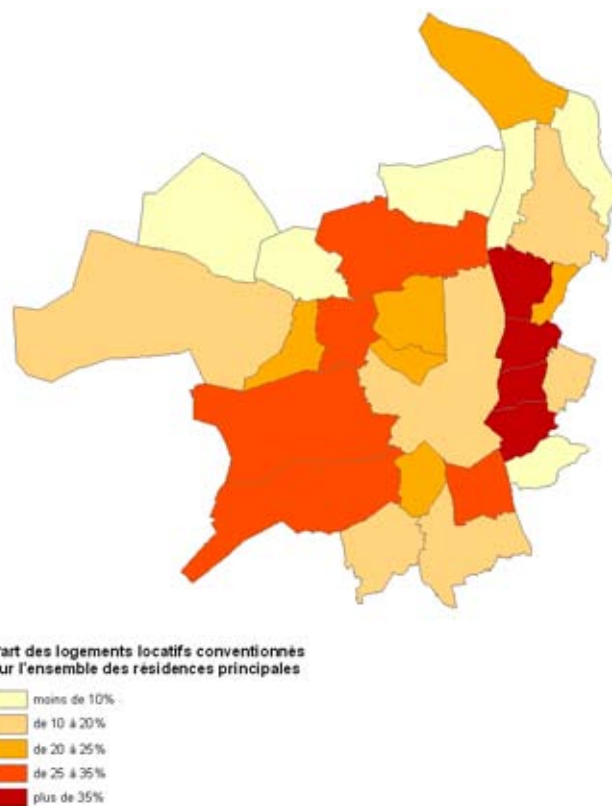 art des logements locatifs conventionnés
ur l'ensemble des résidences principales
moins de 10%
de 10 à 20%
de 20 à 25%
de 25 à 35%
plus de 35%